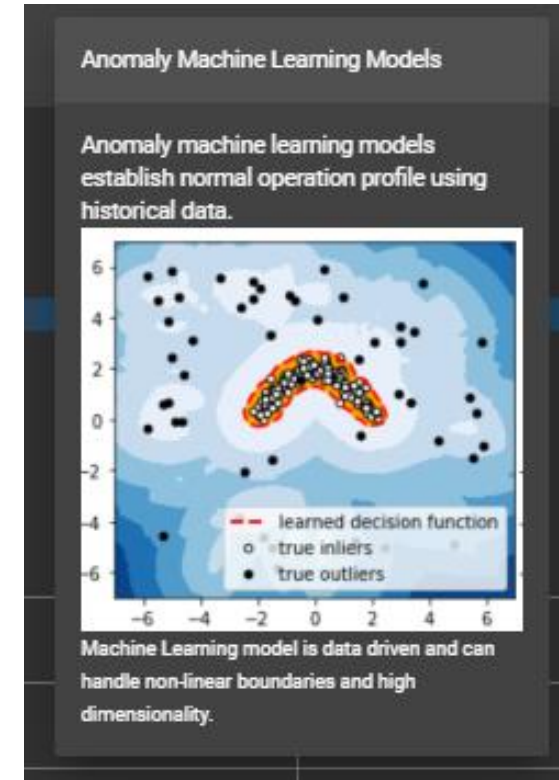 Anomaly Machine Learning Models
Anomaly machine learning models
establish normal operation profile using
historical data.
6
4
2
0
-2
-4
-6
learned decision function
true inliers
true outliers
-6 -4 -2 0 2 4 6
Machine Learning model is data driven and can
handle non-linear boundaries and high
dimensionality.